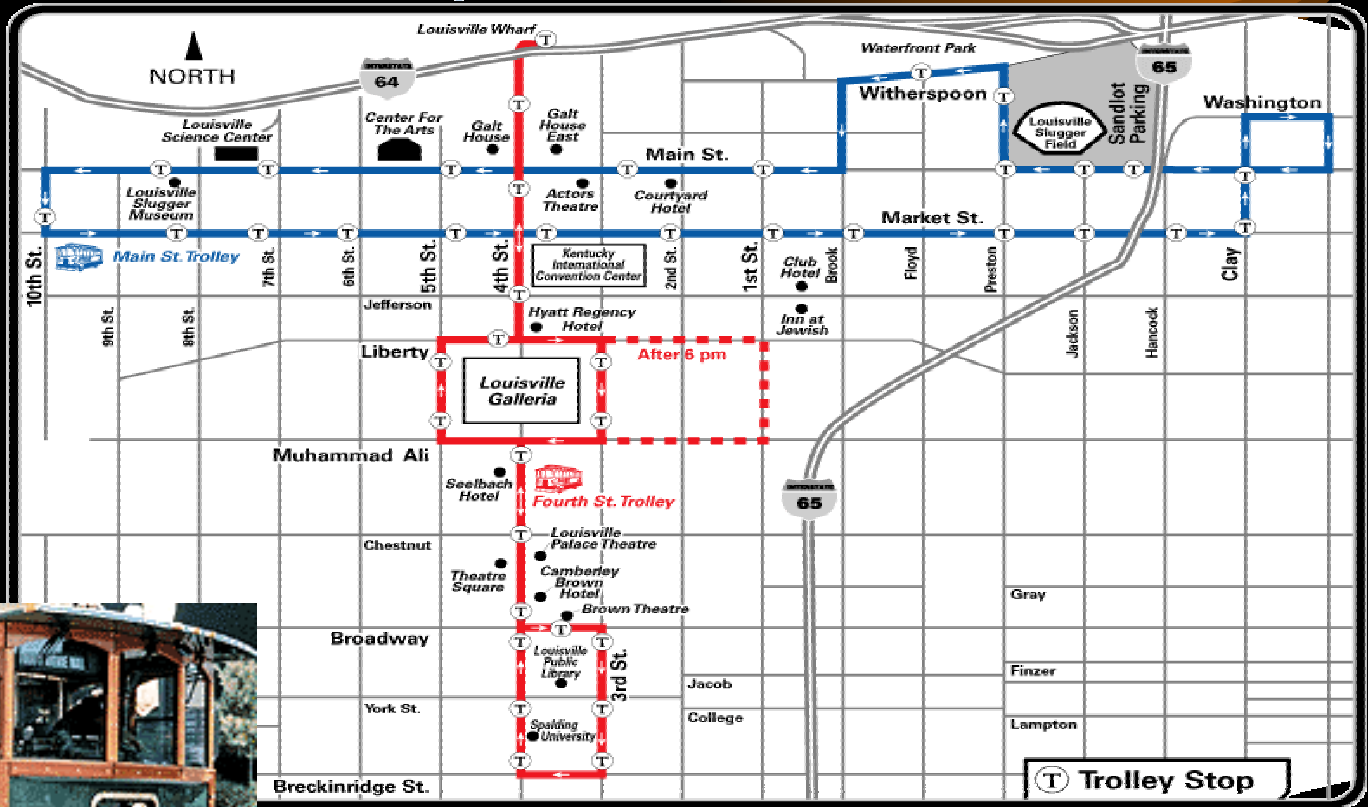 Louisville Wharf
T
NORTH
INTERSTATE
64
Waterfront Park
INTERSTATE
65
Witherspoon
Washington
Louisville
Science Center
Center For
The Arts
Galt
House
Galt
House
East
Louisville
Slugger
Field
Sandlot
Parking
Main St.
Louisville
Slugger
Museum
Actors
Theatre
Courtyard
Hotel
Market St.
Main St. Trolley
10th St.
9th St.
8th St.
7th St.
6th St.
5th St.
4th St.
Kentucky
International
Convention Center
2nd St.
1st St.
Club
Hotel
Brook
Floyd
Preston
Jackson
Hancock
Clay
Jefferson
Hyatt Regency
Hotel
Inn at
Jewish
Liberty
After 6 pm
Louisville
Galleria
Muhammad Ali
Seelbach
Hotel
Fourth St. Trolley
INTERSTATE
65
Chestnut
Louisville
Palace Theatre
Theatre
Square
Camberley
Brown
Hotel
Brown Theatre
Gray
Broadway
Louisville
Public
Library
3rd St.
Finzer
Jacob
York St.
College
Lampton
Spalding
University
Breckinridge St.
T Trolley Stop